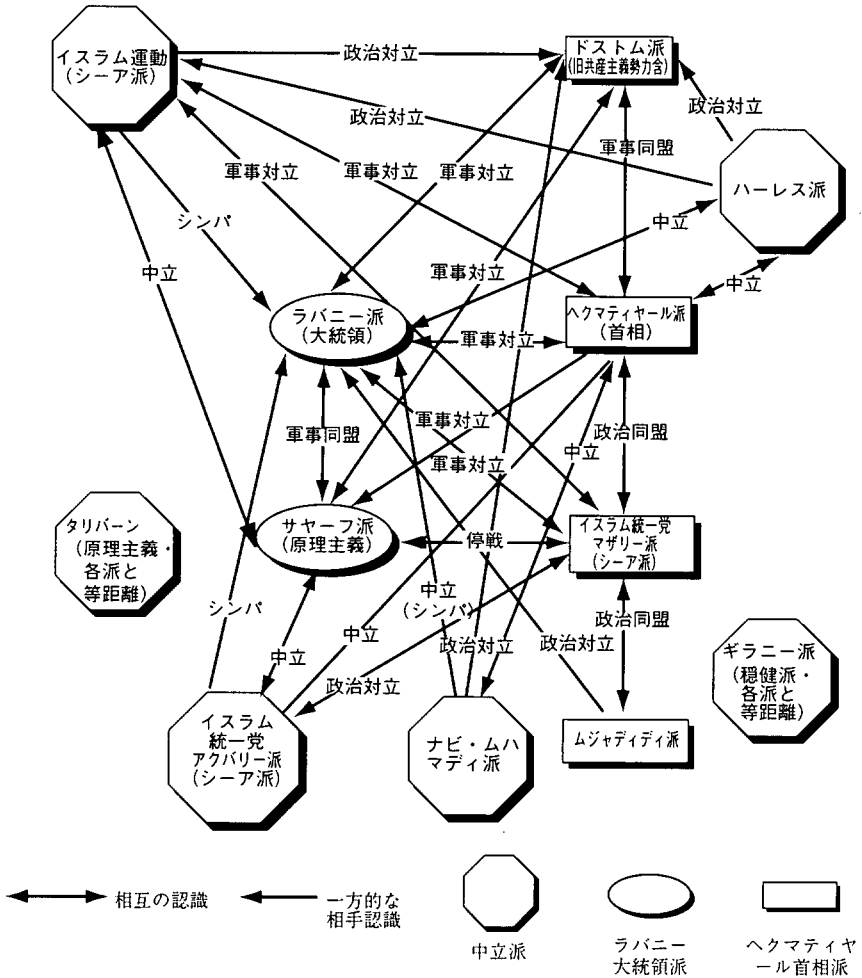 イスラム運動
(シーア派)
政治対立
ドストム派
(旧共産主義勢力含)
政治対立
政治対立
軍事同盟
ハーレス派
軍事対立
軍事対立
軍事対立
シンパ
中立
中立
軍事対立
中立
ラバニー派
(大統領)
ヘクマティヤール派
(首相)
軍事対立
軍事対立
軍事同盟
政治同盟
軍事対立
中立
タリバーン
(原理主義・
各派と
等距離)
サヤーフ派
(原理主義)
停戦
イスラム統一党
マザリー派
(シーア派)
シンパ
中立
中立
(シンパ)
政治同盟
政治対立
政治対立
中立
政治対立
ギラニー派
(穏健派・
各派と
等距離)
イスラム
統一党
アクバリー派
(シーア派)
ナビ・ムハ
マディ派
ムジャディディ派
相互の認識
一方的な
相手認識
中立派
ラバニー
大統領派
ヘクマティヤ
ール首相派